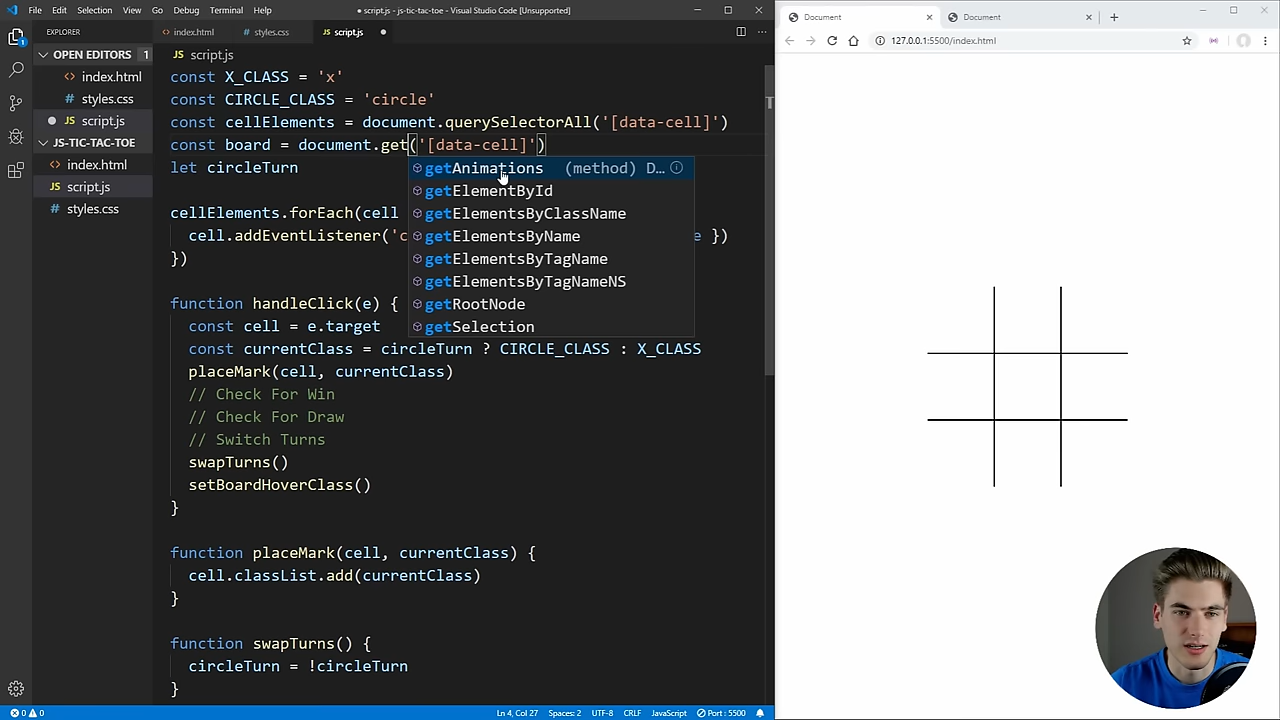 File Edit Selection View Go Debug Terminal Help
● script.js - js-tic-tac-toe - Visual Studio Code [Unsupported]
Document
Document
EXPLORER
index.html
styles.css
script.js
127.0.0.1:5500/index.html
OPEN EDITORS 1
index.html
styles.css
script.js
JS-TIC-TAC-TOE
index.html
script.js
styles.css
script.js
const X_CLASS = 'x'
const CIRCLE_CLASS = 'circle'
const cellElements = document.querySelectorAll('[data-cell]')
const board = document.get('[data-cell]')
let circleTurn
getAnimations (method) D…
getElementById
getElementsByClassName
getElementsByName
getElementsByTagName
getElementsByTagNameNS
getRootNode
getSelection
cellElements.forEach(cell
cell.addEventListener('c e })
})
function handleClick(e) {
const cell = e.target
const currentClass = circleTurn ? CIRCLE_CLASS : X_CLASS
placeMark(cell, currentClass)
// Check For Win
// Check For Draw
// Switch Turns
swapTurns()
setBoardHoverClass()
}
function placeMark(cell, currentClass) {
cell.classList.add(currentClass)
}
function swapTurns() {
circleTurn = !circleTurn
}
1
0 0
Ln 4, Col 27 Spaces: 2 UTF-8 CRLF JavaScript Port : 5500